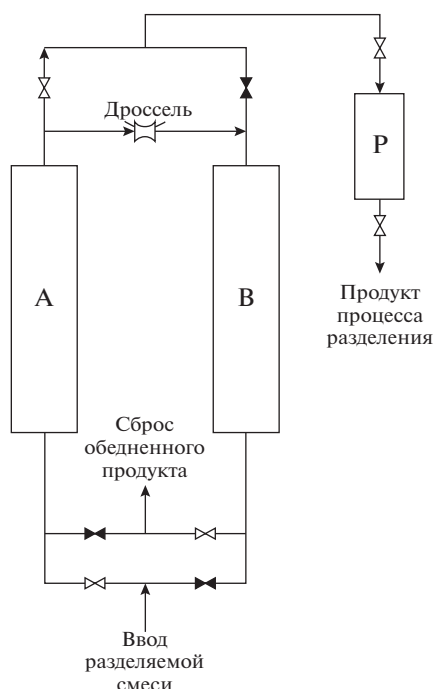 Дроссель
P
A
B
Продукт
процесса
разделения
Сброс
обедненного
продукта
Ввод
разделяемой
смеси